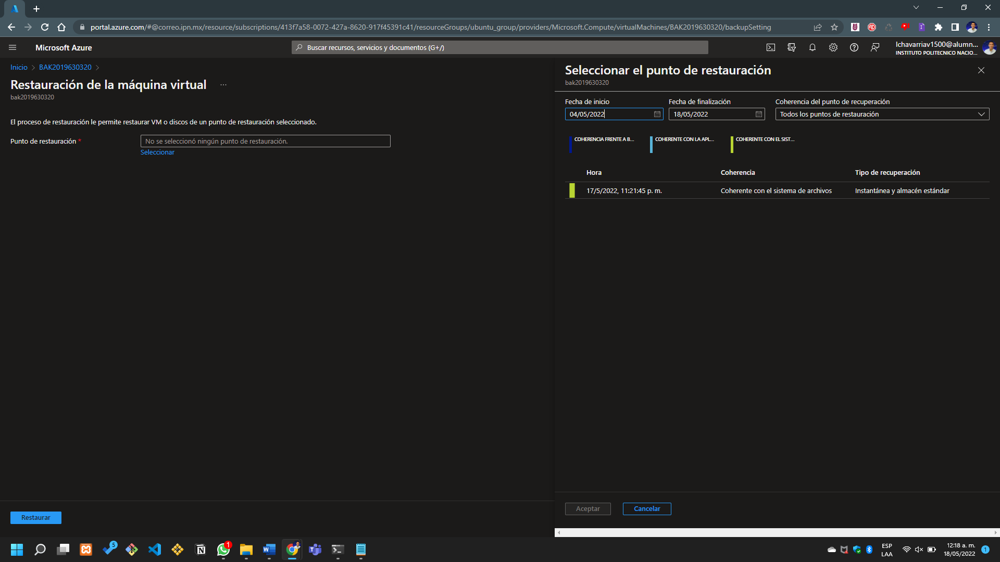 portal.azure.com/#@correo.ipn.mx/resource/subscriptions/413f7a58-0072-427a-8620-917f45391c41/resourceGroups/ubuntu_group/providers/Microsoft.Compute/virtualMachines/BAK2019630320/backupSetting
Microsoft Azure
Buscar recursos, servicios y documentos (G+/)
lchavarriav1500@alumn...
INSTITUTO POLITECNICO NACIO...
Inicio > BAK2019630320 >
Restauración de la máquina virtual ...
bak2019630320
El proceso de restauración le permite restaurar VM o discos de un punto de restauración seleccionado.
Punto de restauración *
No se seleccionó ningún punto de restauración.
Seleccionar
Restaurar
Seleccionar el punto de restauración
bak2019630320
Fecha de inicio
04/05/2022
Fecha de finalización
18/05/2022
Coherencia del punto de recuperación
Todos los puntos de restauración
COHERENCIA FRENTE A B...
COHERENTE CON LA APL...
COHERENTE CON EL SIST...
Hora Coherencia Tipo de recuperación
17/5/2022, 11:21:45 p. m. Coherente con el sistema de archivos Instantánea y almacén estándar
Aceptar
Cancelar
5
1
ESP
LAA
12:18 a. m.
18/05/2022
1